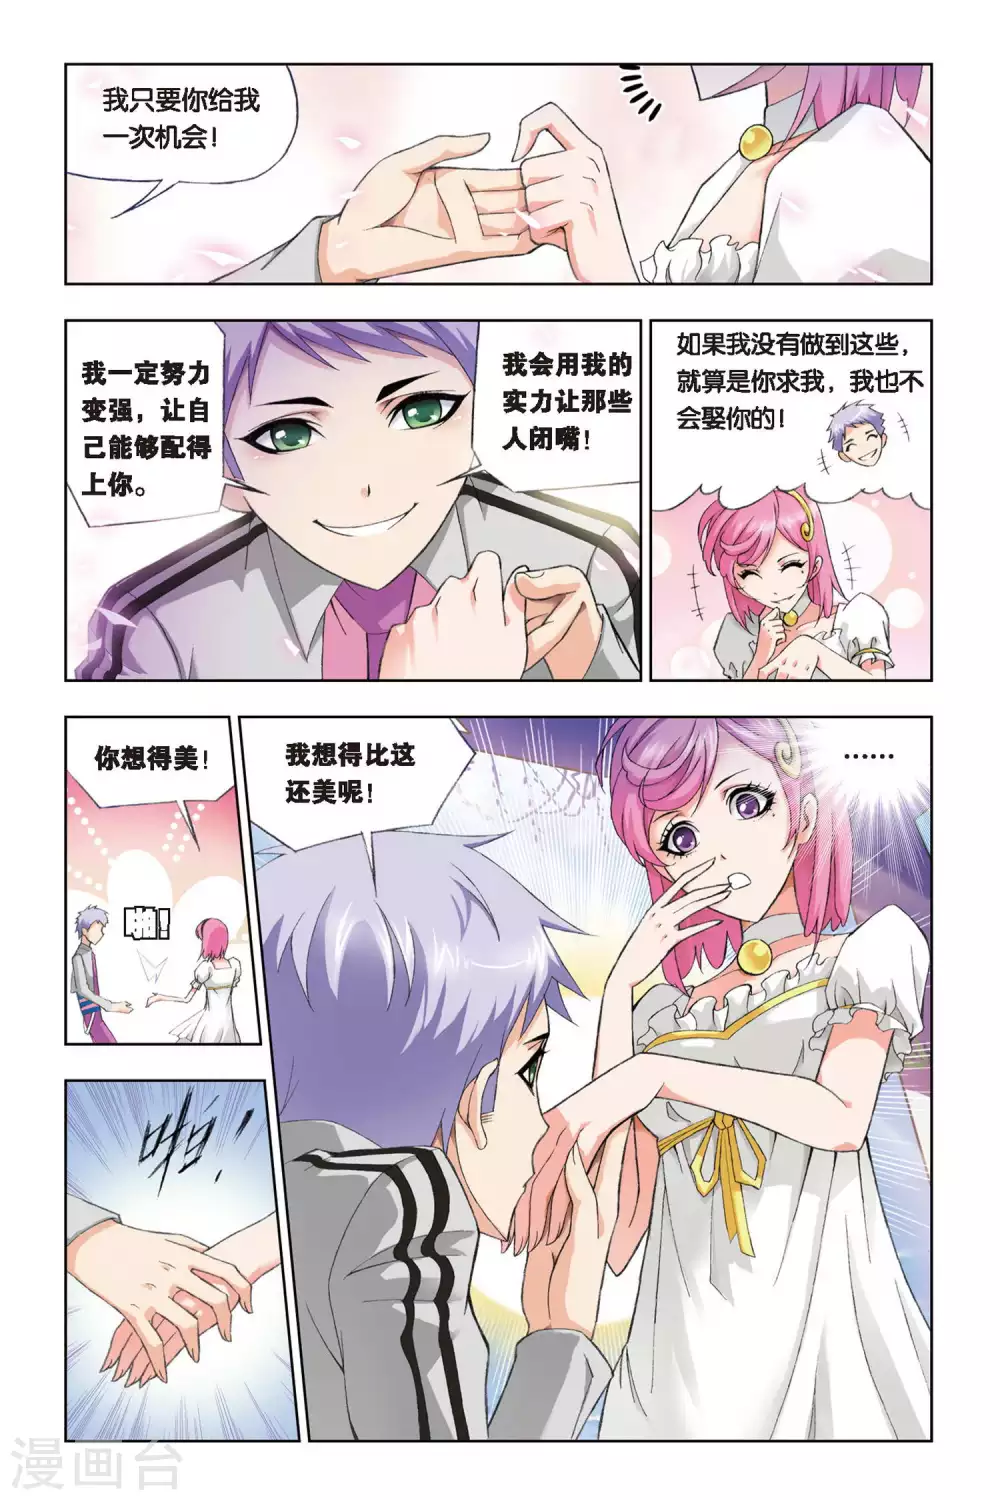 我只要你给我
一次机会！
我一定努力
变强，让自
己能够配得
上你。
我会用我的
实力让那些
人闭嘴！
如果我没有做到这些，
就算是你求我，我也不
会娶你的！
你想得美！
啪！
我想得比这
还美呢！
……
啪！
漫画台